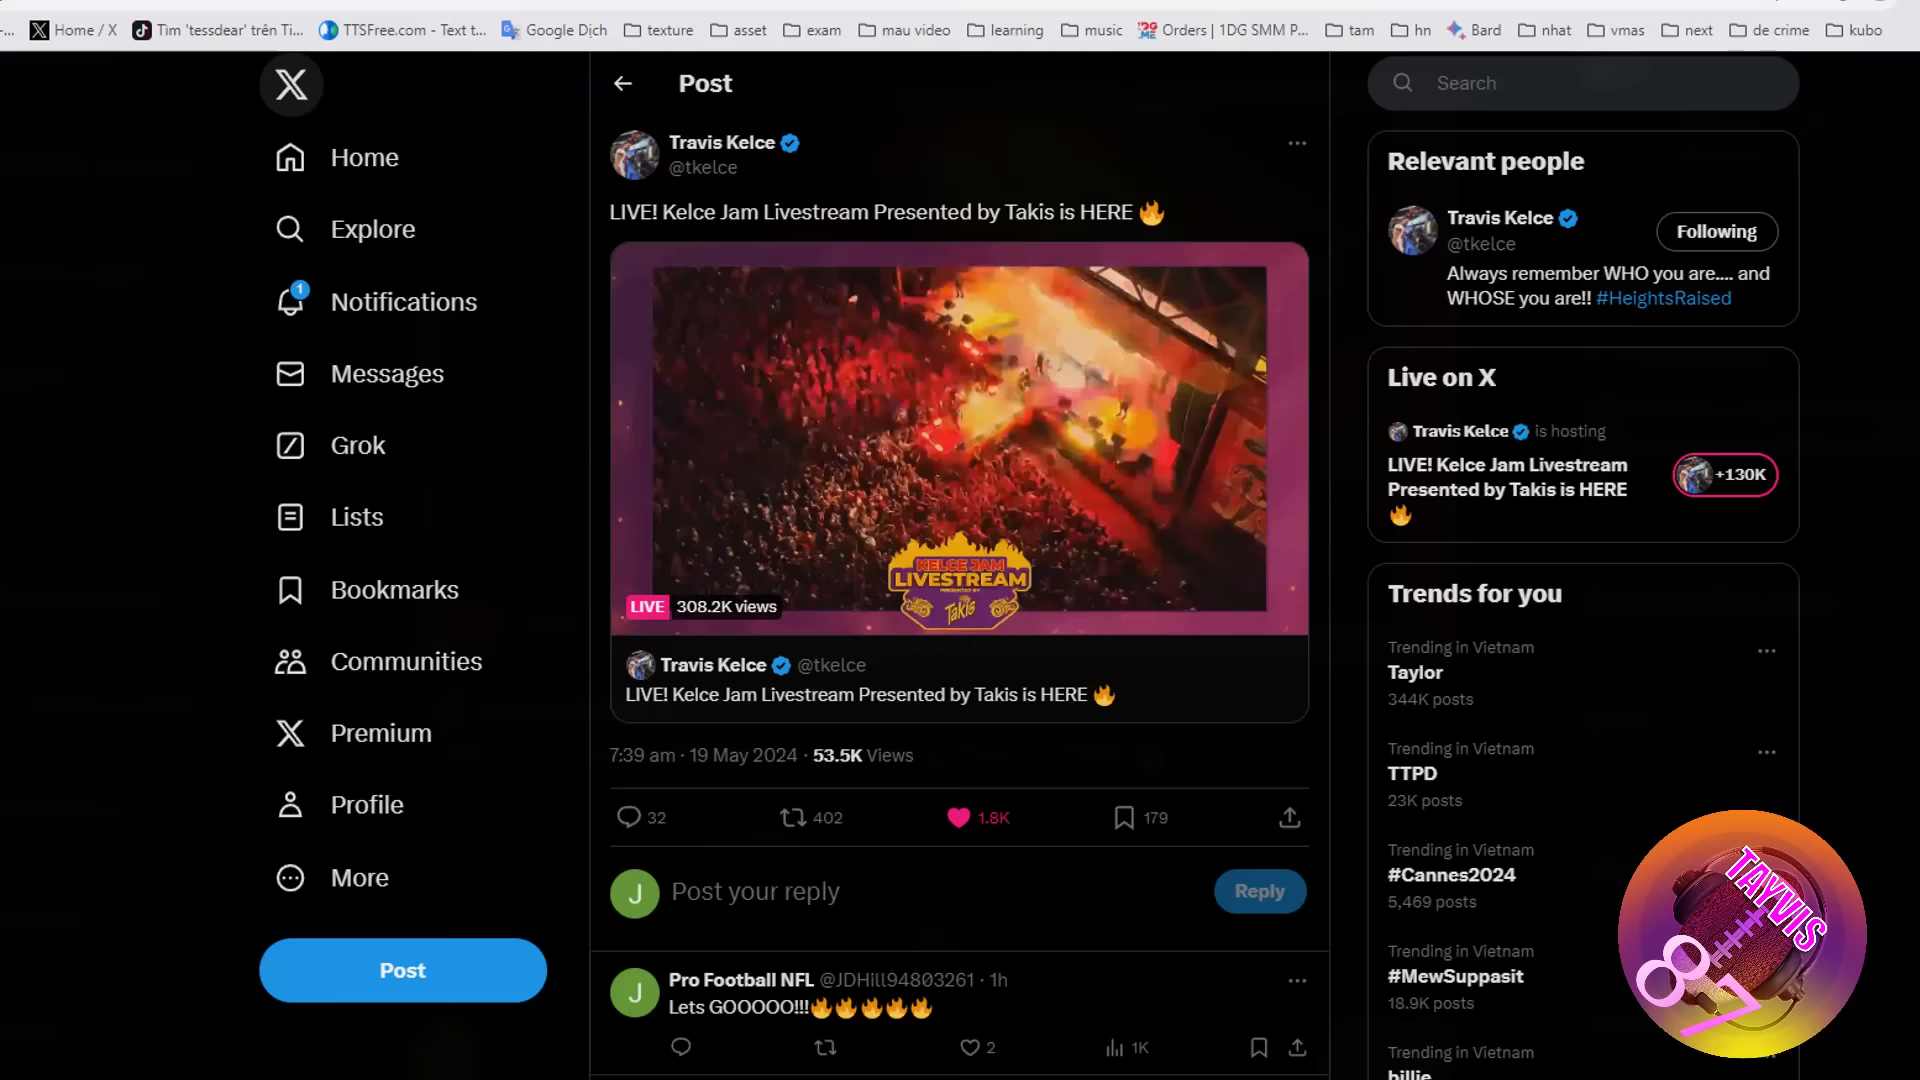 Home / X
Tìm 'tessdear' trên Ti...
TTSFree.com - Text t...
Google Dịch
texture
asset
exam
mau video
learning
music
Orders | 1DG SMM P...
tam
hn
Bard
nhat
vmas
next
de crime
kubo
Home
Explore
1
Notifications
Messages
Grok
Lists
Bookmarks
Communities
Premium
Profile
More
Post
Post
Travis Kelce
@tkelce
LIVE! Kelce Jam Livestream Presented by Takis is HERE 🔥
KELCE JAM
LIVESTREAM
PRESENTED BY
Takis
LIVE 308.2K views
Travis Kelce @tkelce
LIVE! Kelce Jam Livestream Presented by Takis is HERE 🔥
7:39 am · 19 May 2024 · 53.5K Views
32 402 1.8K 179
J Post your reply Reply
J
Pro Football NFL @JDHill94803261 · 1h
Lets GOOOOO!!!🔥🔥🔥🔥🔥
2 1K
Search
Relevant people
Travis Kelce
@tkelce
Following
Always remember WHO you are.... and
WHOSE you are!! #HeightsRaised
Live on X
Travis Kelce is hosting
LIVE! Kelce Jam Livestream
Presented by Takis is HERE
🔥
+130K
Trends for you
Trending in Vietnam
Taylor
344K posts
Trending in Vietnam
TTPD
23K posts
Trending in Vietnam
#Cannes2024
5,469 posts
Trending in Vietnam
#MewSuppasit
18.9K posts
Trending in Vietnam
billie
TAYVIS
87